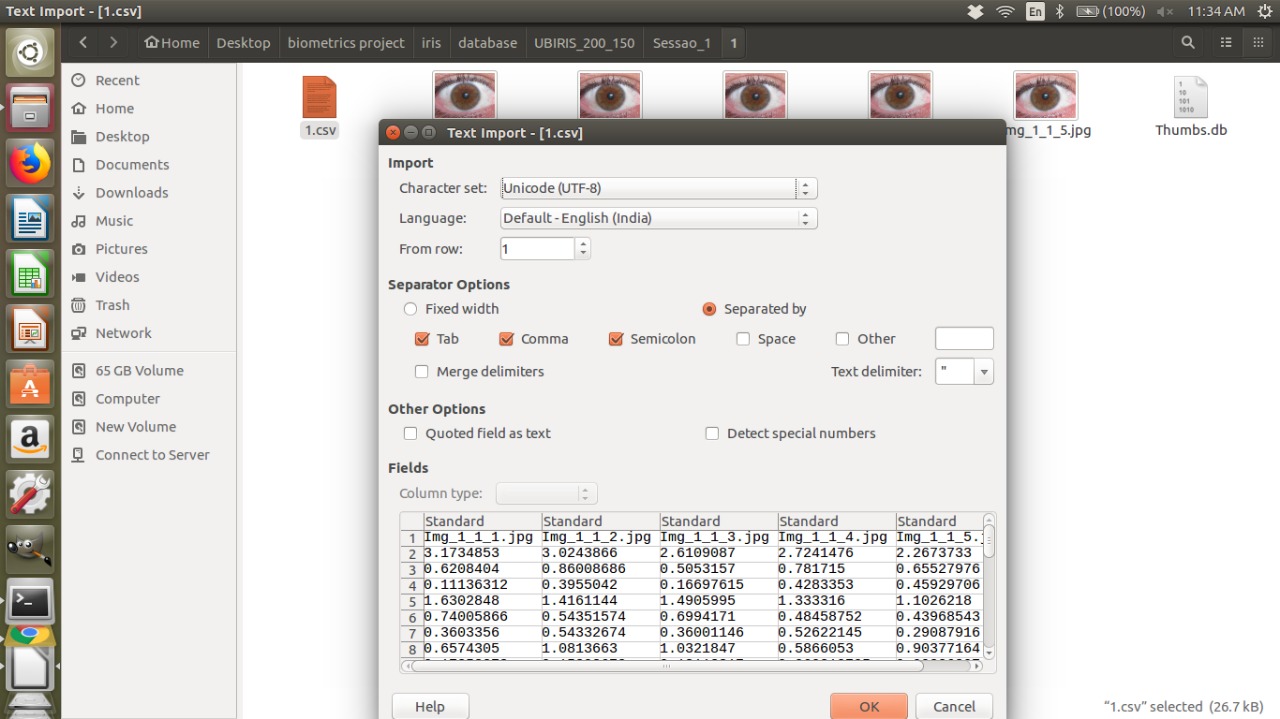 Text Import - [1.csv]
En
(100%)
11:34 AM
Home
Desktop
biometrics project
iris
database
UBIRIS_200_150
Sessao_1
1
Recent
Home
Desktop
Documents
Downloads
Music
Pictures
Videos
Trash
Network
65 GB Volume
Computer
New Volume
Connect to Server
1.csv
mg_1_1_5.jpg
1
10
101
1010
Thumbs.db
Text Import - [1.csv]
Import
Character set: Unicode (UTF-8)
Language: Default - English (India)
From row: 1
Separator Options
Fixed width Separated by
Tab Comma Semicolon Space Other
Merge delimiters Text delimiter: "
Other Options
Quoted field as text Detect special numbers
Fields
Column type:
Standard Standard Standard Standard Standard
1 Img_1_1_1.jpg Img_1_1_2.jpg Img_1_1_3.jpg Img_1_1_4.jpg Img_1_1_5.
2 3.1734853 3.0243866 2.6109087 2.7241476 2.2673733
3 0.6208404 0.86008686 0.5053157 0.781715 0.65527976
4 0.11136312 0.3955042 0.16697615 0.4283353 0.45929706
5 1.6302848 1.4161144 1.4905995 1.333316 1.1026218
6 0.74005866 0.54351574 0.6994171 0.48458752 0.43968543
7 0.3603356 0.54332674 0.36001146 0.52622145 0.29087916
8 0.6574305 1.0813663 1.0321847 0.5866053 0.90377164
Help OK Cancel
"1.csv" selected (26.7 kB)